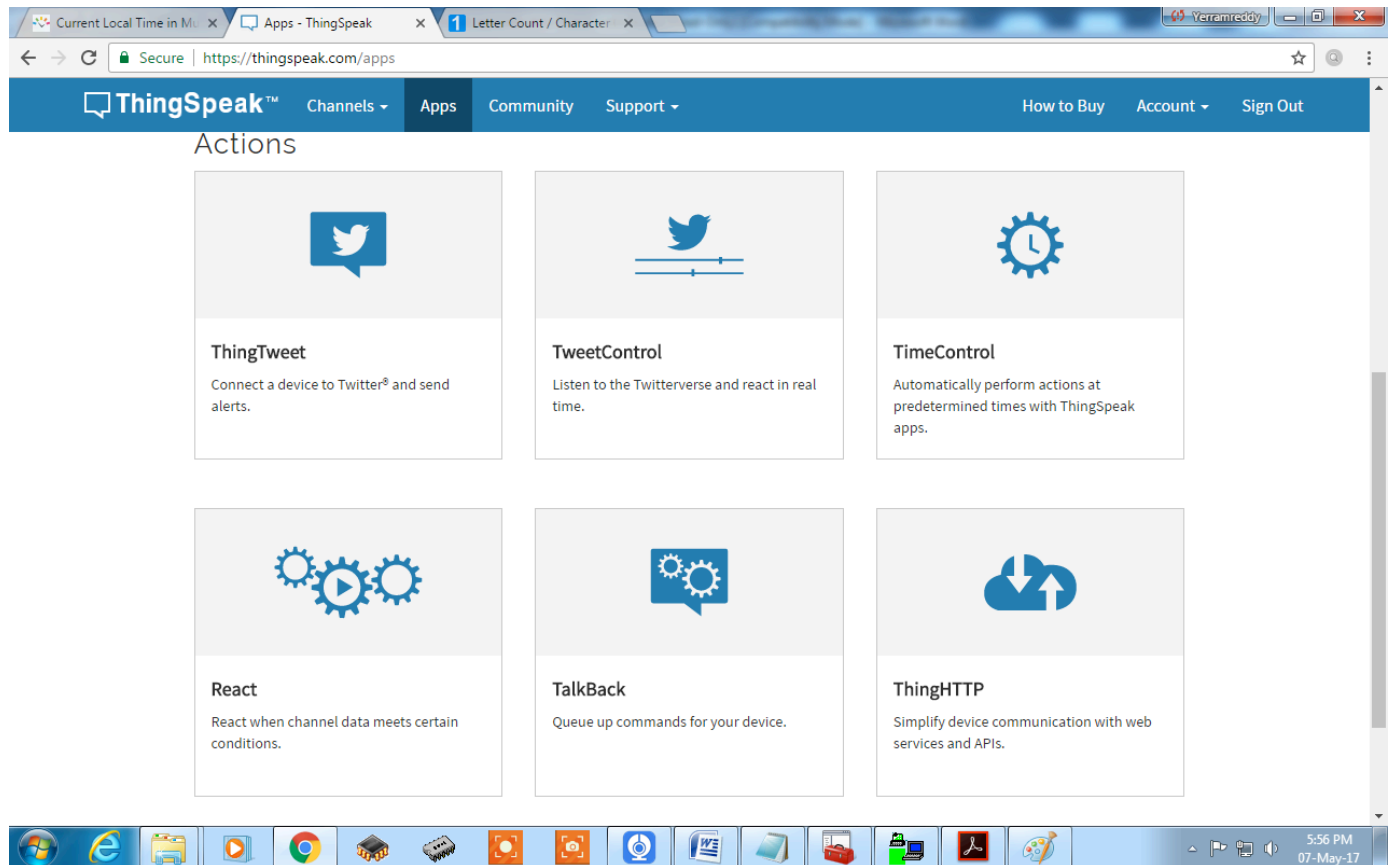 Current Local Time in Mu
Apps - ThingSpeak
1 Letter Count / Character
Yerramreddy
Secure https://thingspeak.com/apps
ThingSpeak™ Channels Apps Community Support How to Buy Account Sign Out
Actions
ThingTweet
Connect a device to Twitter® and send
alerts.
TweetControl
Listen to the Twitterverse and react in real
time.
TimeControl
Automatically perform actions at
predetermined times with ThingSpeak
apps.
React
React when channel data meets certain
conditions.
TalkBack
Queue up commands for your device.
ThingHTTP
Simplify device communication with web
services and APIs.
5:56 PM
07-May-17